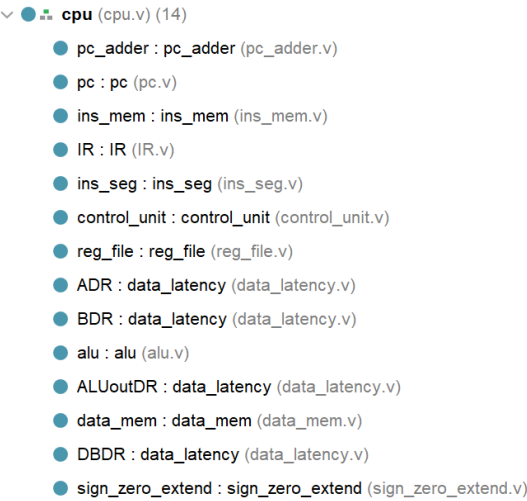 cpu (cpu.v) (14)
pc_adder : pc_adder (pc_adder.v)
pc : pc (pc.v)
ins_mem : ins_mem (ins_mem.v)
IR : IR (IR.v)
ins_seg : ins_seg (ins_seg.v)
control_unit : control_unit (control_unit.v)
reg_file : reg_file (reg_file.v)
ADR : data_latency (data_latency.v)
BDR : data_latency (data_latency.v)
alu : alu (alu.v)
ALUoutDR : data_latency (data_latency.v)
data_mem : data_mem (data_mem.v)
DBDR : data_latency (data_latency.v)
sign_zero_extend : sign_zero_extend (sign_zero_extend.v)